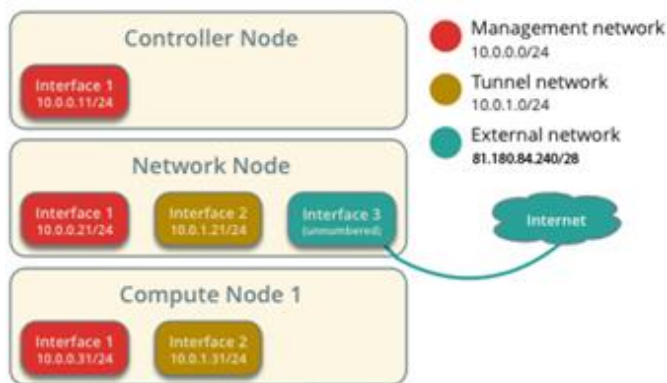 Controller Node
Interface 1
10.0.0.11/24
Network Node
Interface 1
10.0.0.21/24
Interface 2
10.0.1.21/24
Interface 3
(unnumbered)
Compute Node 1
Interface 1
10.0.0.31/24
Interface 2
10.0.1.31/24
Management network
10.0.0.0/24
Tunnel network
10.0.1.0/24
External network
81.180.84.240/28
Internet